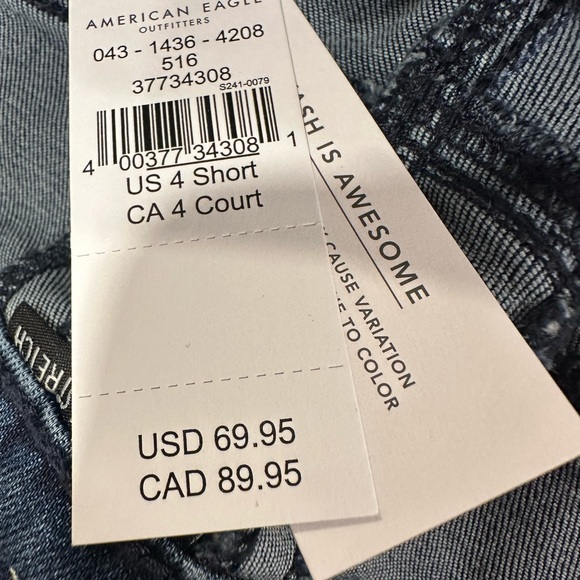 AMERICAN EAGLE
OUTFITTERS
043 - 1436 - 4208
516
37734308
S241-0079
4 00377 34308 1
US 4 Short
CA 4 Court
USD 69.95
CAD 89.95
IS AWESOME
CAUSE VARIATION
TO COLOR
STRETCH